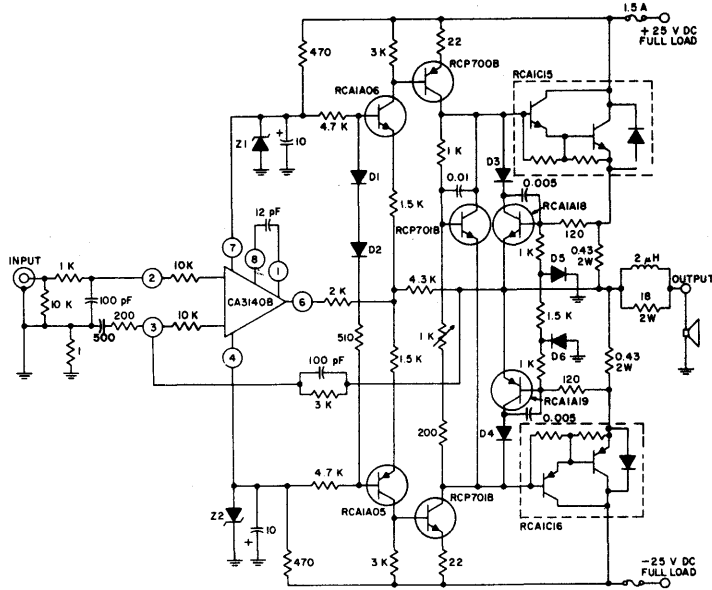 1.5 A
+ 25 V DC
FULL LOAD
470
3 K
22
RCP700B
RCA1A06
RCA1C15
4.7 K
Z1
+
10
D1
1 K
D3
0.01
0.005
RCA1A18
12 pF
1.5 K
RCP701B
120
0.43
2W
7
8
1
D2
1 K
D5
2 µH
INPUT
1 K
2
10K
OUTPUT
10 K
100 pF
CA3140B
6
2 K
4.3 K
18
2W
500
200
3
10K
510
1 K
1.5 K
D6
1
4
100 pF
3 K
1.5 K
1 K
0.43
2W
120
RCA1A19
200
D4
0.005
4.7 K
Z2
+
10
RCA1A05
RCP701B
RCA1C16
470
3K
22
-25 V DC
FULL LOAD